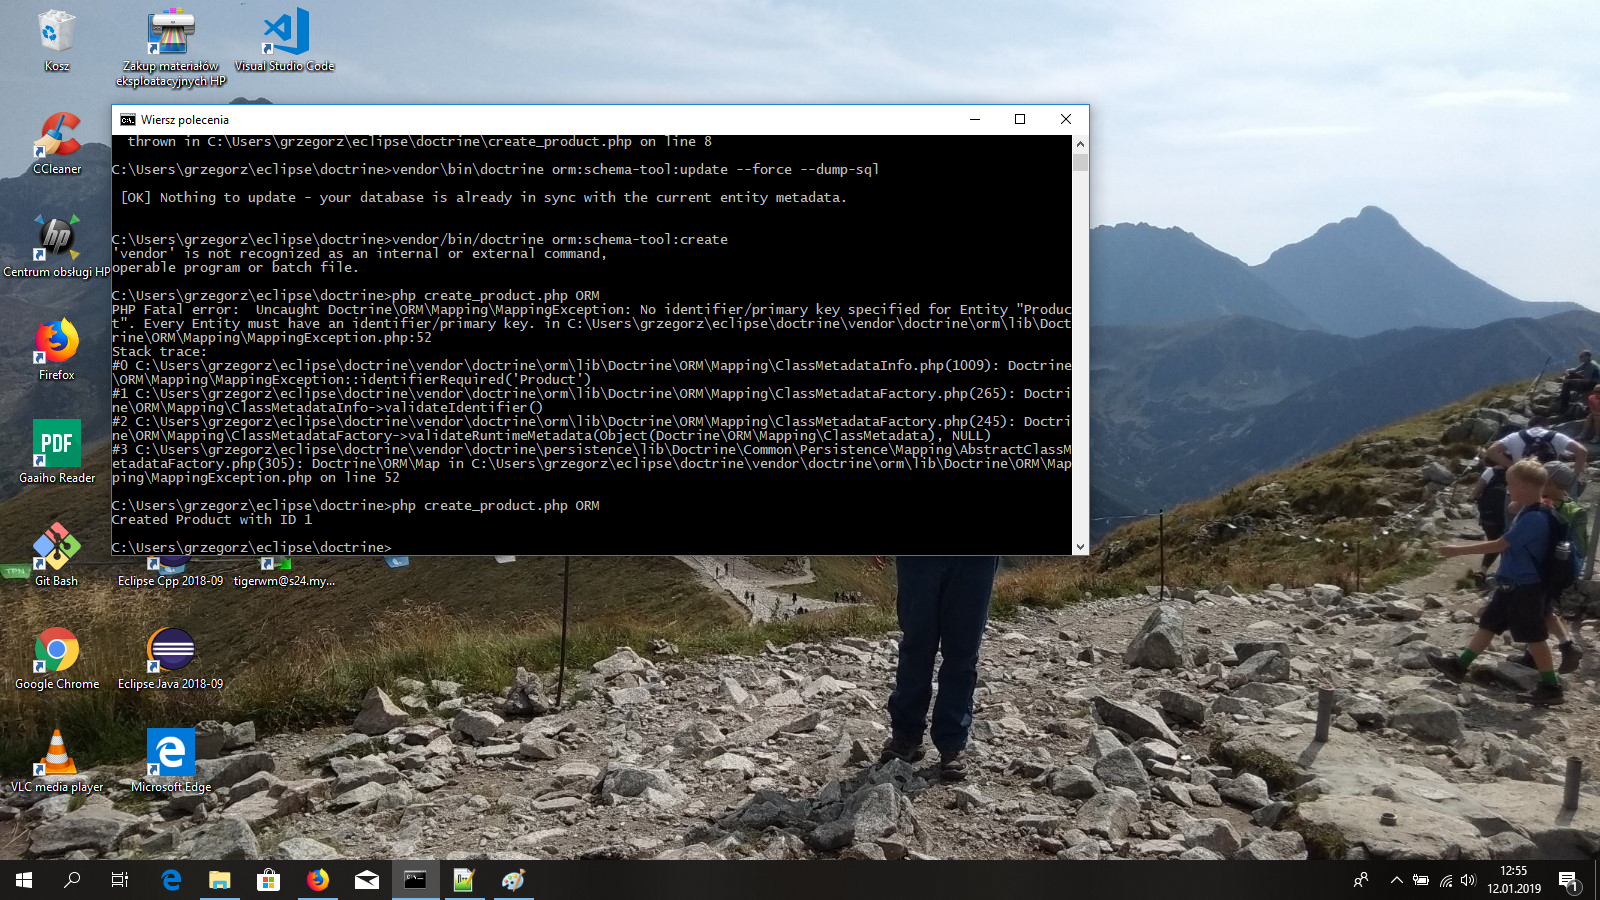 Kosz
Zakup materiałów
eksploatacyjnych HP
Visual Studio Code
CCleaner
hp
Centrum obsługi HP
Firefox
PDF
Gaaiho Reader
Git Bash
Eclipse Cpp 2018-09
tigerwm@s24.my...
Google Chrome
Eclipse Java 2018-09
VLC media player
Microsoft Edge
Wiersz polecenia
thrown in C:\Users\grzegorz\eclipse\doctrine\create_product.php on line 8
C:\Users\grzegorz\eclipse\doctrine>vendor\bin\doctrine orm:schema-tool:update --force --dump-sql
[OK] Nothing to update - your database is already in sync with the current entity metadata.
C:\Users\grzegorz\eclipse\doctrine>vendor/bin/doctrine orm:schema-tool:create
'vendor' is not recognized as an internal or external command,
operable program or batch file.
C:\Users\grzegorz\eclipse\doctrine>php create_product.php ORM
PHP Fatal error:  Uncaught Doctrine\ORM\Mapping\MappingException: No identifier/primary key specified for Entity "Produc
t". Every Entity must have an identifier/primary key. in C:\Users\grzegorz\eclipse\doctrine\vendor\doctrine\orm\lib\Doct
rine\ORM\Mapping\MappingException.php:52
Stack trace:
#0 C:\Users\grzegorz\eclipse\doctrine\vendor\doctrine\orm\lib\Doctrine\ORM\Mapping\ClassMetadataInfo.php(1009): Doctrine
\ORM\Mapping\MappingException::identifierRequired('Product')
#1 C:\Users\grzegorz\eclipse\doctrine\vendor\doctrine\orm\lib\Doctrine\ORM\Mapping\ClassMetadataFactory.php(265): Doctri
ne\ORM\Mapping\ClassMetadataInfo->validateIdentifier()
#2 C:\Users\grzegorz\eclipse\doctrine\vendor\doctrine\orm\lib\Doctrine\ORM\Mapping\ClassMetadataFactory.php(245): Doctri
ne\ORM\Mapping\ClassMetadataFactory->validateRuntimeMetadata(Object(Doctrine\ORM\Mapping\ClassMetadata), NULL)
#3 C:\Users\grzegorz\eclipse\doctrine\vendor\doctrine\persistence\lib\Doctrine\Common\Persistence\Mapping\AbstractClassM
etadataFactory.php(305): Doctrine\ORM\Map in C:\Users\grzegorz\eclipse\doctrine\vendor\doctrine\orm\lib\Doctrine\ORM\Map
ping\MappingException.php on line 52
C:\Users\grzegorz\eclipse\doctrine>php create_product.php ORM
Created Product with ID 1
C:\Users\grzegorz\eclipse\doctrine>
12:55
12.01.2019
1